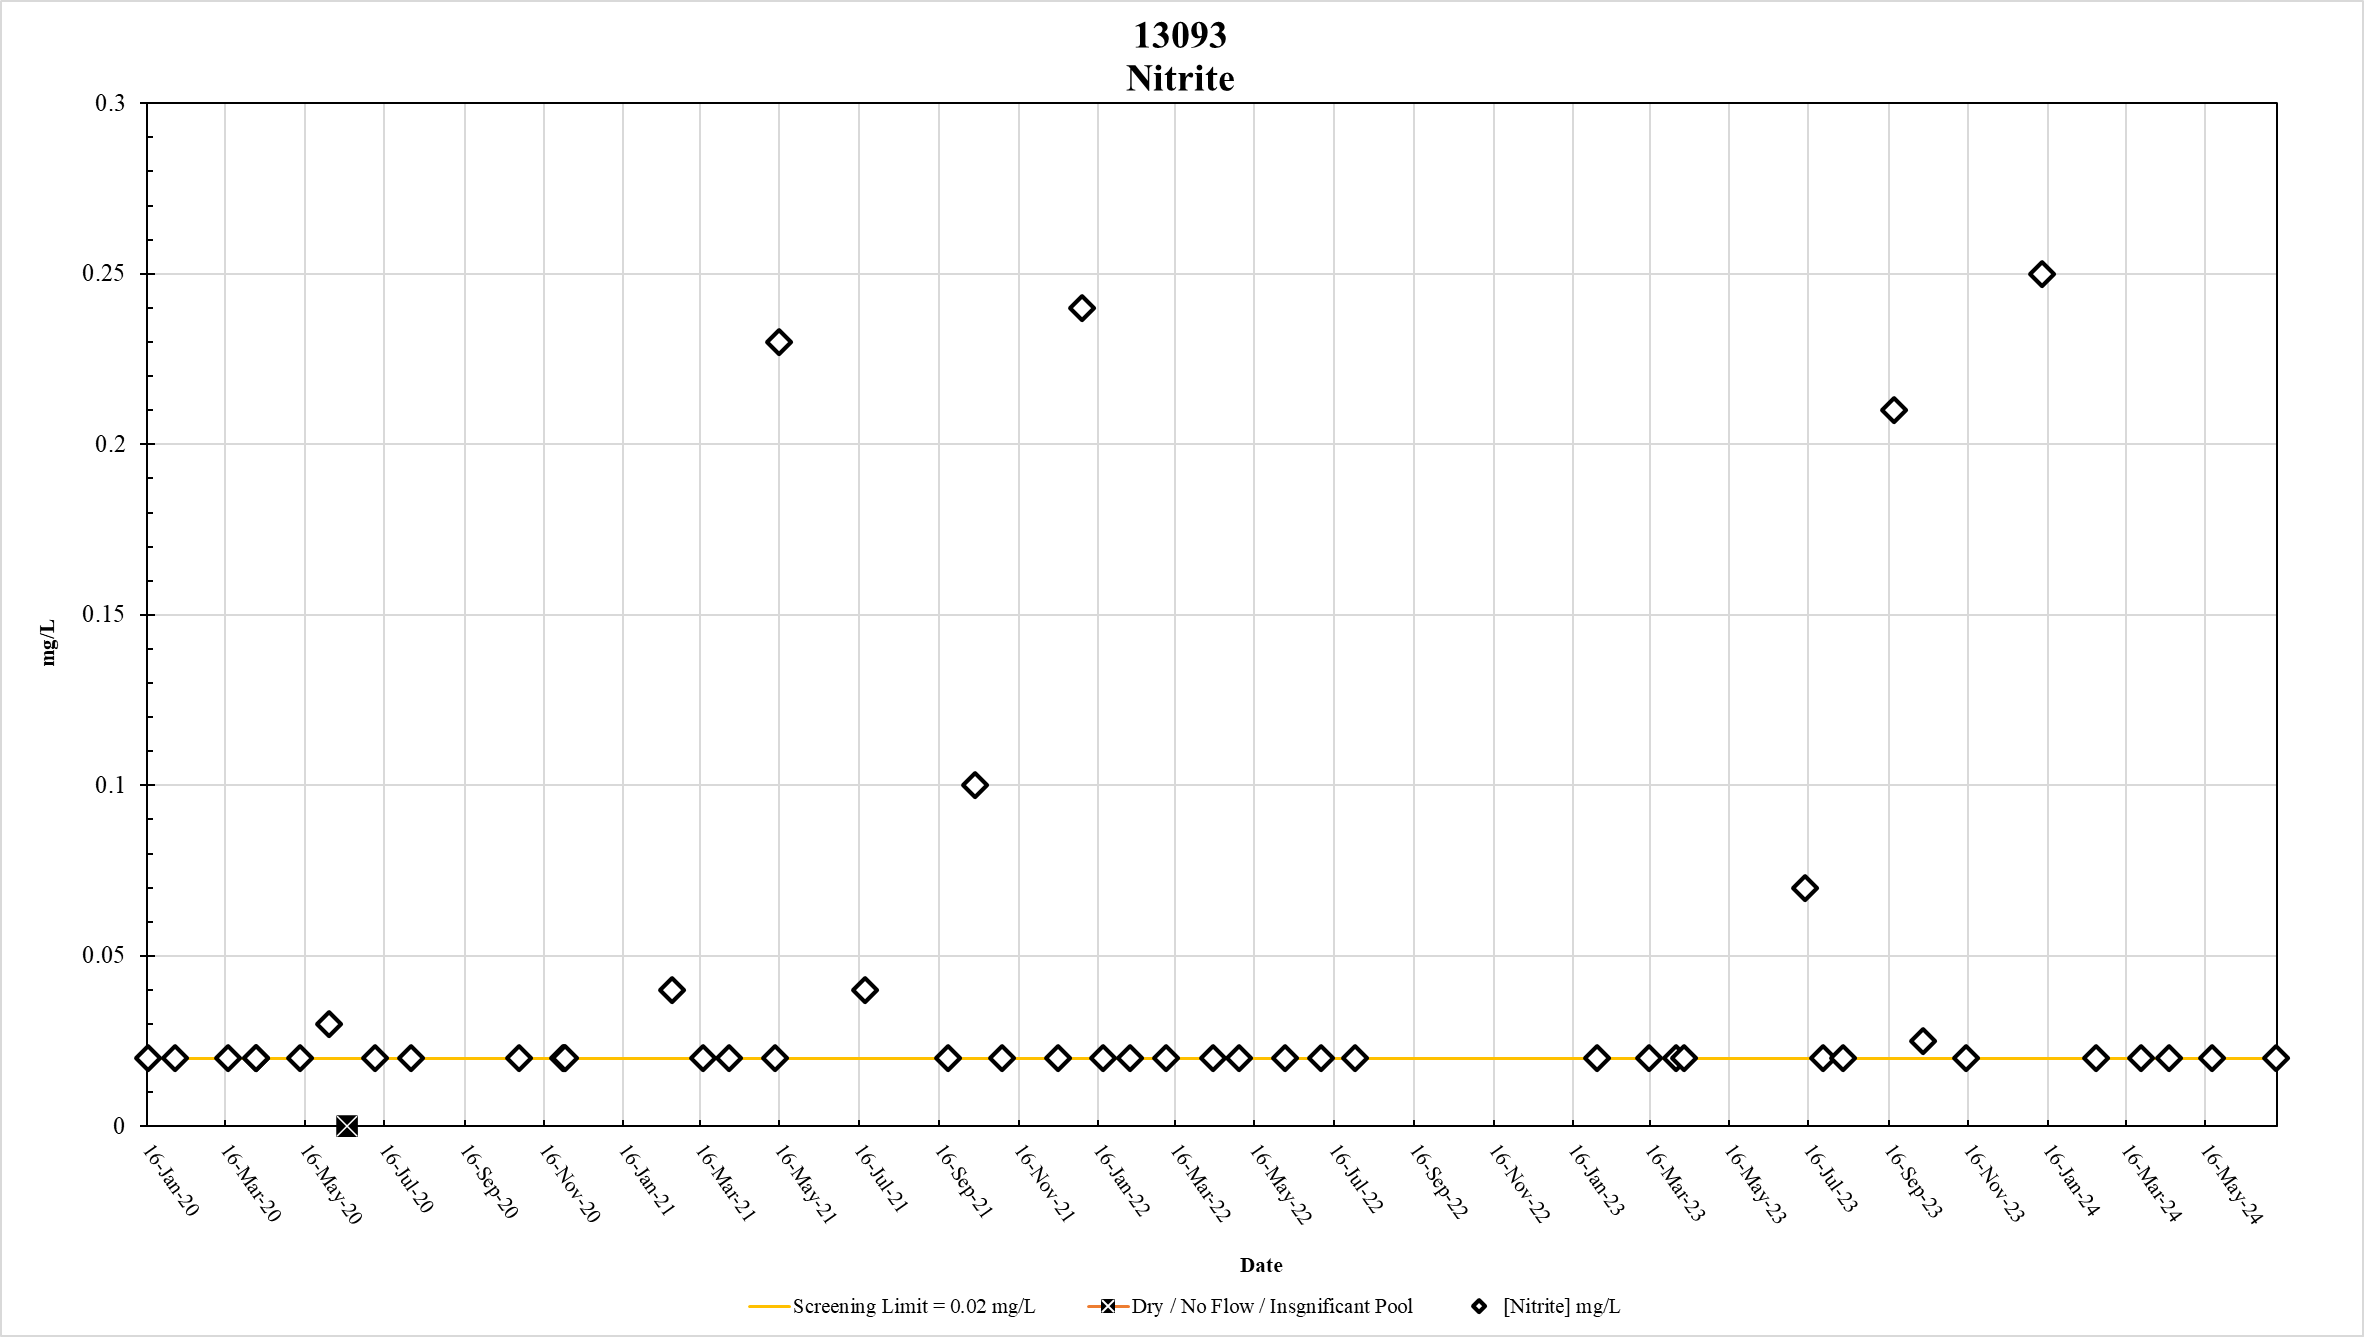 13093
Nitrite
0.3
0.25
0.2
0.15
0.1
0.05
0
mg/L
16-Jan-20
16-Mar-20
16-May-20
16-Jul-20
16-Sep-20
16-Nov-20
16-Jan-21
16-Mar-21
16-May-21
16-Jul-21
16-Sep-21
16-Nov-21
16-Jan-22
16-Mar-22
16-May-22
16-Jul-22
16-Sep-22
16-Nov-22
16-Jan-23
16-Mar-23
16-May-23
16-Jul-23
16-Sep-23
16-Nov-23
16-Jan-24
16-Mar-24
16-May-24
Date
Screening Limit = 0.02 mg/L
Dry / No Flow / Insgnificant Pool
[Nitrite] mg/L